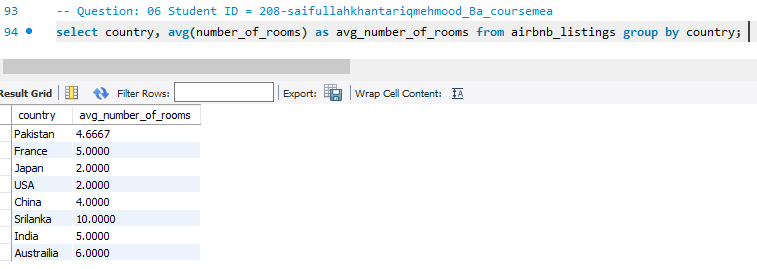 93 -- Question: 06 Student ID = 208-saifullahkhantariqmehmood_Ba_coursemea
94 select country, avg(number_of_rooms) as avg_number_of_rooms from airbnb_listings group by country;
Result Grid Filter Rows: Export: Wrap Cell Content:
country avg_number_of_rooms
Pakistan 4.6667
France 5.0000
Japan 2.0000
USA 2.0000
China 4.0000
Srilanka 10.0000
India 5.0000
Austrailia 6.0000